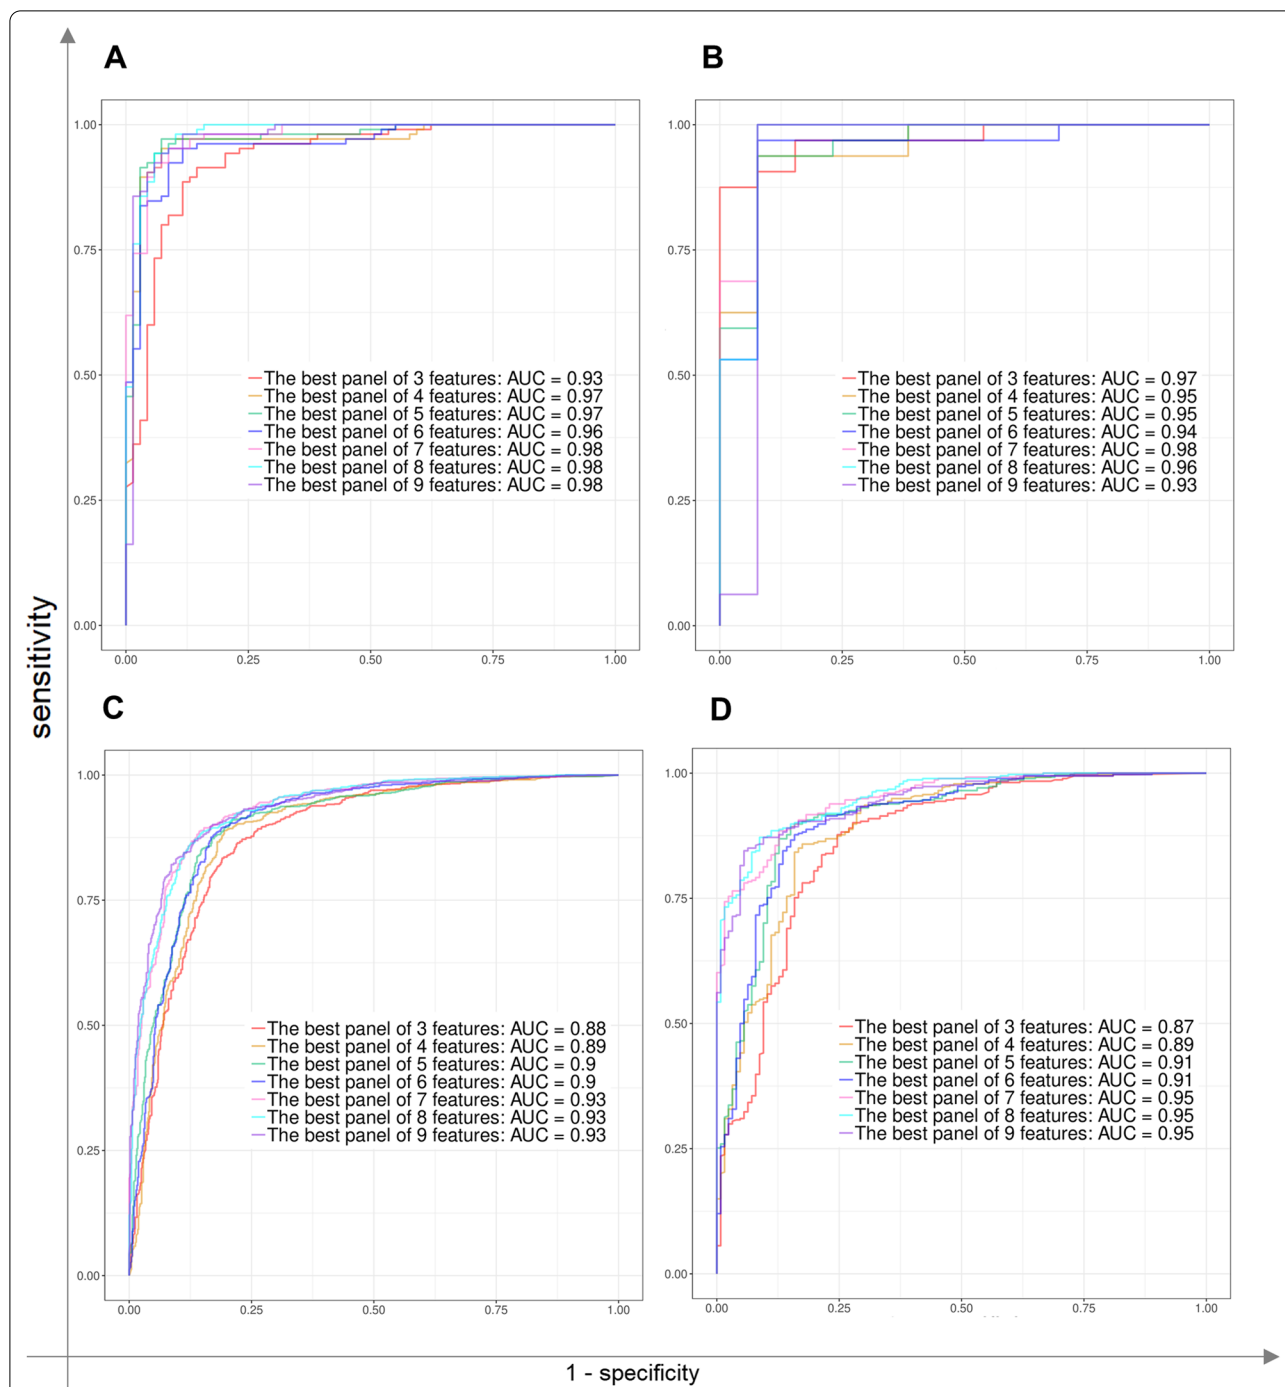 A
1.00
0.75
0.50
0.25
0.00
The best panel of 3 features: AUC = 0.93
The best panel of 4 features: AUC = 0.97
The best panel of 5 features: AUC = 0.97
The best panel of 6 features: AUC = 0.96
The best panel of 7 features: AUC = 0.98
The best panel of 8 features: AUC = 0.98
The best panel of 9 features: AUC = 0.98
0.00 0.25 0.50 0.75 1.00
B
1.00
0.75
0.50
0.25
0.00
The best panel of 3 features: AUC = 0.97
The best panel of 4 features: AUC = 0.95
The best panel of 5 features: AUC = 0.95
The best panel of 6 features: AUC = 0.94
The best panel of 7 features: AUC = 0.98
The best panel of 8 features: AUC = 0.96
The best panel of 9 features: AUC = 0.93
0.00 0.25 0.50 0.75 1.00
sensitivity
C
1.00
0.75
0.50
0.25
0.00
The best panel of 3 features: AUC = 0.88
The best panel of 4 features: AUC = 0.89
The best panel of 5 features: AUC = 0.9
The best panel of 6 features: AUC = 0.9
The best panel of 7 features: AUC = 0.93
The best panel of 8 features: AUC = 0.93
The best panel of 9 features: AUC = 0.93
0.00 0.25 0.50 0.75 1.00
D
1.00
0.75
0.50
0.25
0.00
The best panel of 3 features: AUC = 0.87
The best panel of 4 features: AUC = 0.89
The best panel of 5 features: AUC = 0.91
The best panel of 6 features: AUC = 0.91
The best panel of 7 features: AUC = 0.95
The best panel of 8 features: AUC = 0.95
The best panel of 9 features: AUC = 0.95
0.00 0.25 0.50 0.75 1.00
1 - specificity